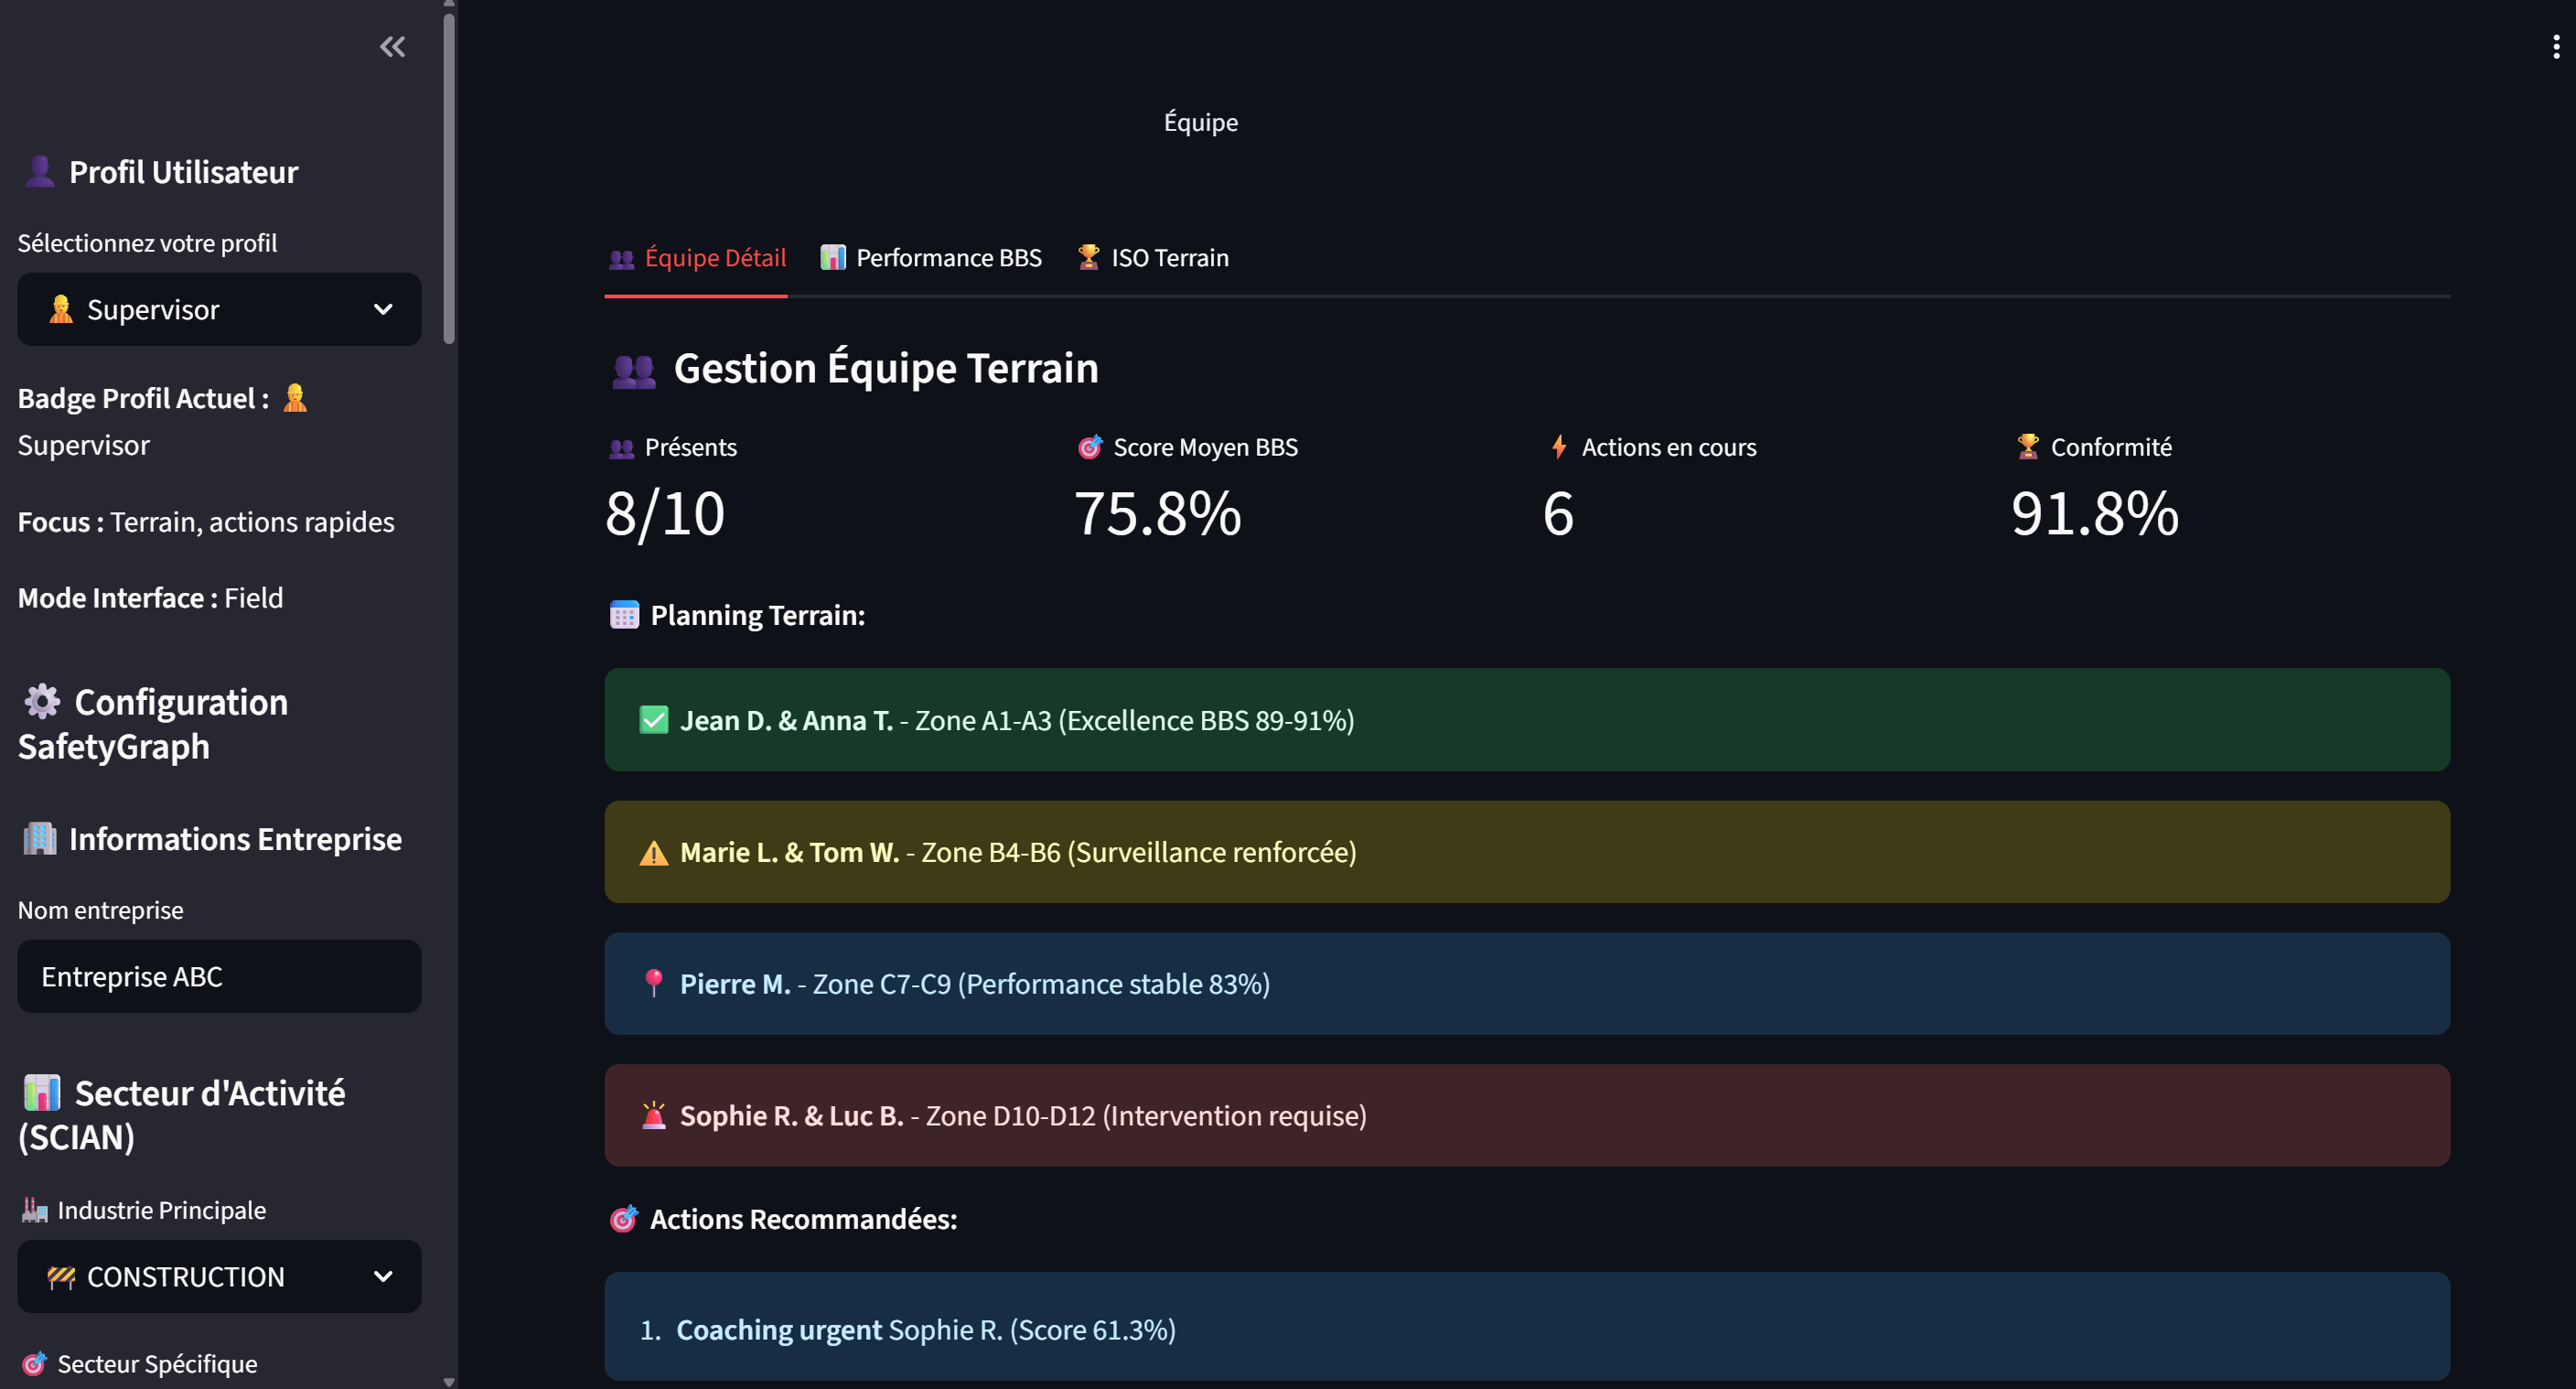 Profil Utilisateur
Sélectionnez votre profil
Supervisor
Badge Profil Actuel :
Supervisor
Focus : Terrain, actions rapides
Mode Interface : Field
Configuration
SafetyGraph
Informations Entreprise
Nom entreprise
Entreprise ABC
Secteur d'Activité
(SCIAN)
Industrie Principale
CONSTRUCTION
Secteur Spécifique
Équipe
Équipe Détail Performance BBS ISO Terrain
Gestion Équipe Terrain
Présents Score Moyen BBS Actions en cours Conformité
8/10 75.8% 6 91.8%
Planning Terrain:
Jean D. & Anna T. - Zone A1-A3 (Excellence BBS 89-91%)
Marie L. & Tom W. - Zone B4-B6 (Surveillance renforcée)
Pierre M. - Zone C7-C9 (Performance stable 83%)
Sophie R. & Luc B. - Zone D10-D12 (Intervention requise)
Actions Recommandées:
1. Coaching urgent Sophie R. (Score 61.3%)